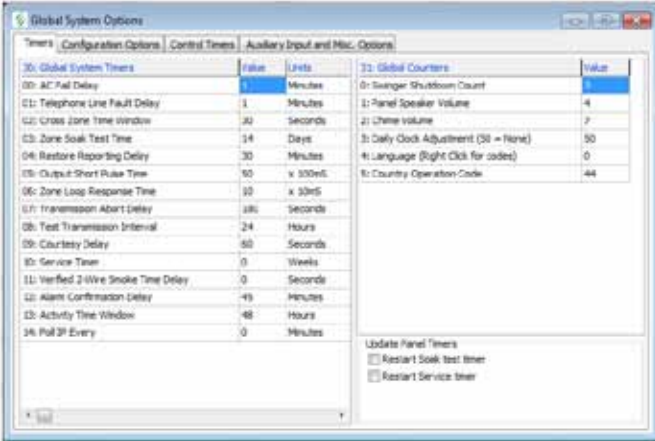 Global System Options
Timers Configuration Options Control Timers Auxiliary Input and Misc. Options
30: Global System Timers Value Units
00: AC Fail Delay Minutes
01: Telephone Line Fault Delay 1 Minutes
02: Cross Zone Time Window 30 Seconds
03: Zone Soak Test Time 14 Days
04: Restore Reporting Delay 30 Minutes
05: Output Short Pulse Time 50 x 100mS
06: Zone Loop Response Time 10 x 10mS
07: Transmission Abort Delay Seconds
08: Test Transmission Interval 24 Hours
09: Courtesy Delay 60 Seconds
10: Service Timer 0 Weeks
11: Verified 2-Wire Smoke Time Delay 0 Seconds
12: Alarm Confirmation Delay 45 Minutes
13: Activity Time Window 48 Hours
14: Poll IP Every 0 Minutes
31: Global Counters Value
0: Swinger Shutdown Count
1: Panel Speaker Volume 4
2: Chime Volume 7
3: Daily Clock Adjustment (50 = None) 50
4: Language (Right Click for codes) 0
5: Country Operation Code 44
Update Panel Timers
Restart Soak test timer
Restart Service timer